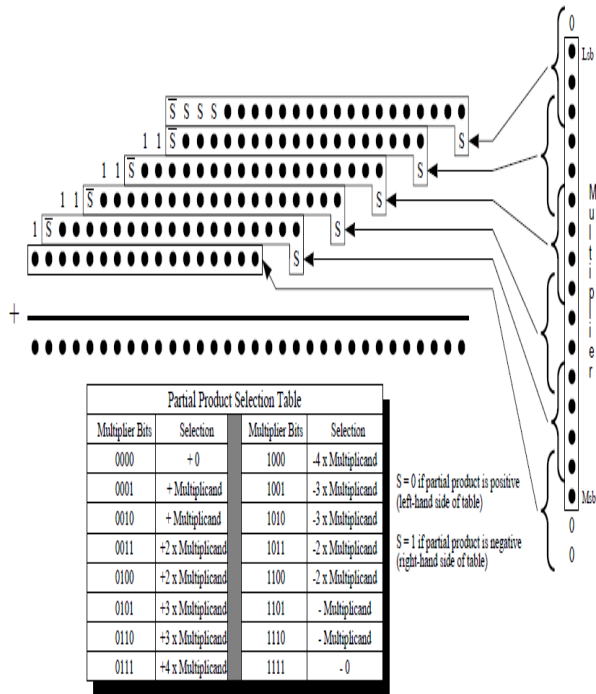 0
Lsb
S̅ S S S
1 1 S̅ S
1 1 S̅ S
1 1 S̅ S
1 S̅ S
S
+
Multiplier
Msb
0
0
Partial Product Selection Table
Multiplier Bits Selection Multiplier Bits Selection
0000 + 0 1000 -4 x Multiplicand
0001 + Multiplicand 1001 -3 x Multiplicand
0010 + Multiplicand 1010 -3 x Multiplicand
0011 +2 x Multiplicand 1011 -2 x Multiplicand
0100 +2 x Multiplicand 1100 -2 x Multiplicand
0101 +3 x Multiplicand 1101 - Multiplicand
0110 +3 x Multiplicand 1110 - Multiplicand
0111 +4 x Multiplicand 1111 - 0
S = 0 if partial product is positive
(left-hand side of table)
S = 1 if partial product is negative
(right-hand side of table)